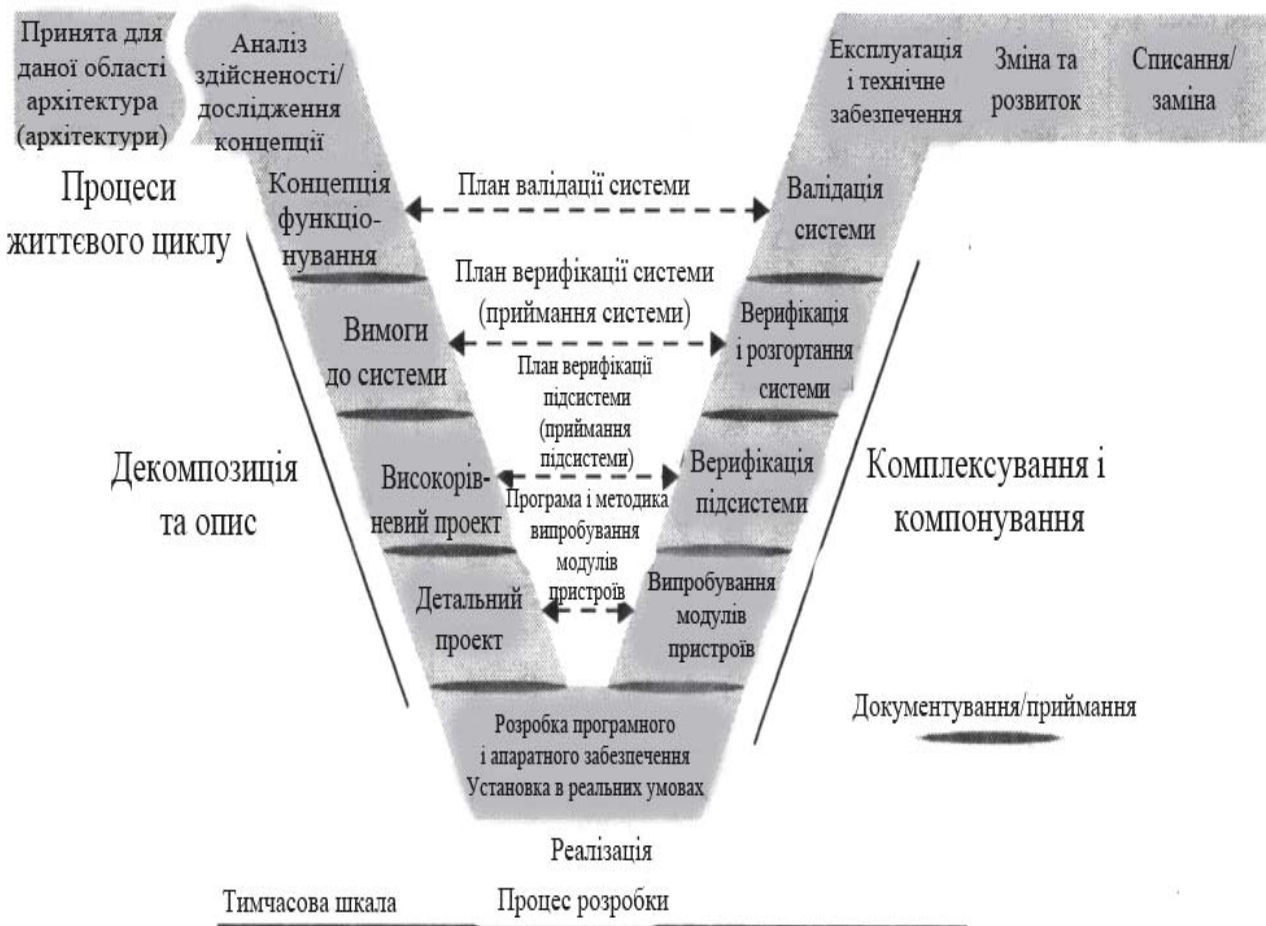 Принята для
даної області
архітектура
(архітектури)
Аналіз
здійсненості/
дослідження
концепції
Експлуатація
і технічне
забезпечення
Зміна та
розвиток
Списання/
заміна
Процеси
життєвого циклу
Концепція
функціо-
нування
План валідації системи
Валідація
системи
План верифікації системи
(приймання системи)
Вимоги
до системи
Верифікація
і розгортання
системи
План верифікації
підсистеми
(приймання
підсистеми)
Декомпозиція
та опис
Високорів-
невий проект
Верифікація
підсистеми
Комплексування і
компонування
Програма і методика
випробування
модулів
пристроїв
Детальний
проект
Випробування
модулів
пристроїв
Розробка програмного
і апаратного забезпечення
Установка в реальних умовах
Документування/приймання
Реалізація
Тимчасова шкала
Процес розробки